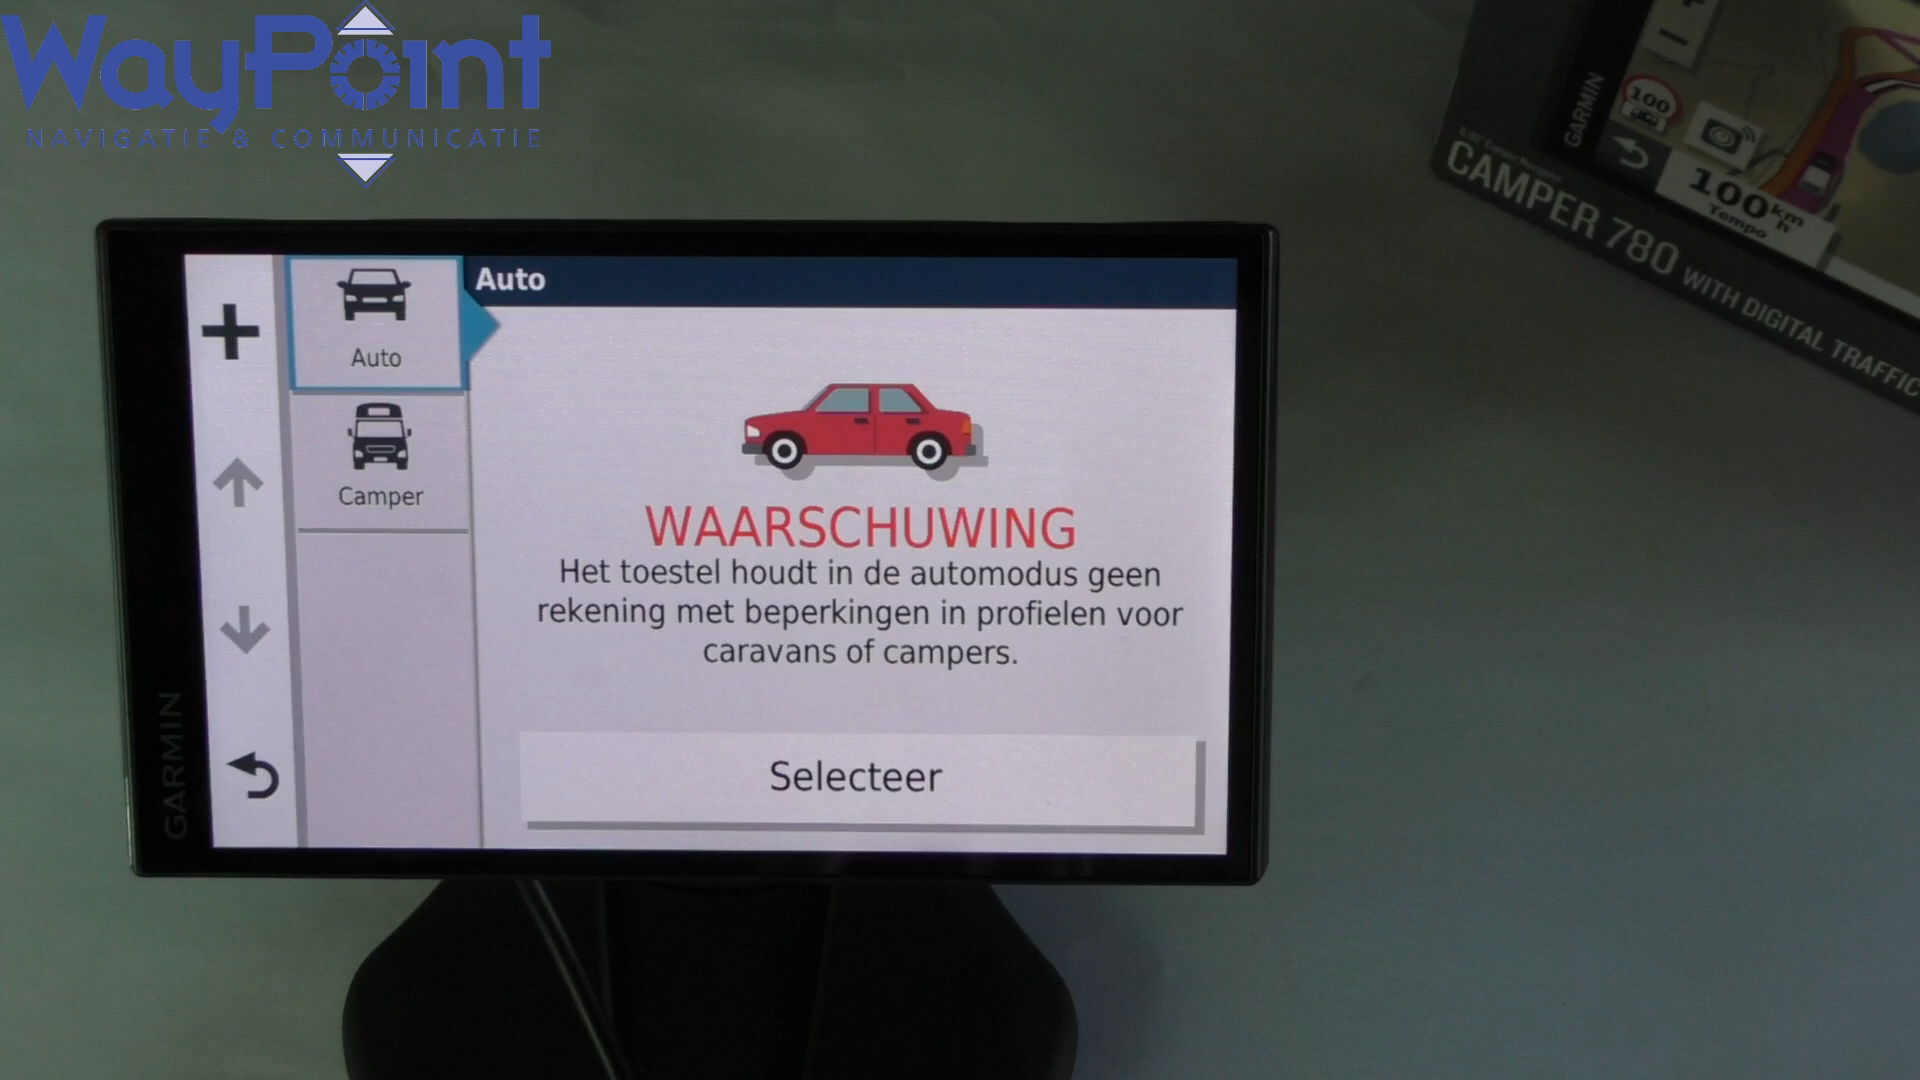 WayPoint
NAVIGATIE & COMMUNICATIE
Auto
Auto
Camper
WAARSCHUWING
Het toestel houdt in de automodus geen
rekening met beperkingen in profielen voor
caravans of campers.
Selecteer
GARMIN
GARMIN
100
100 km
h
Tempo
CAMPER 780 WITH DIGITAL TRAFFIC